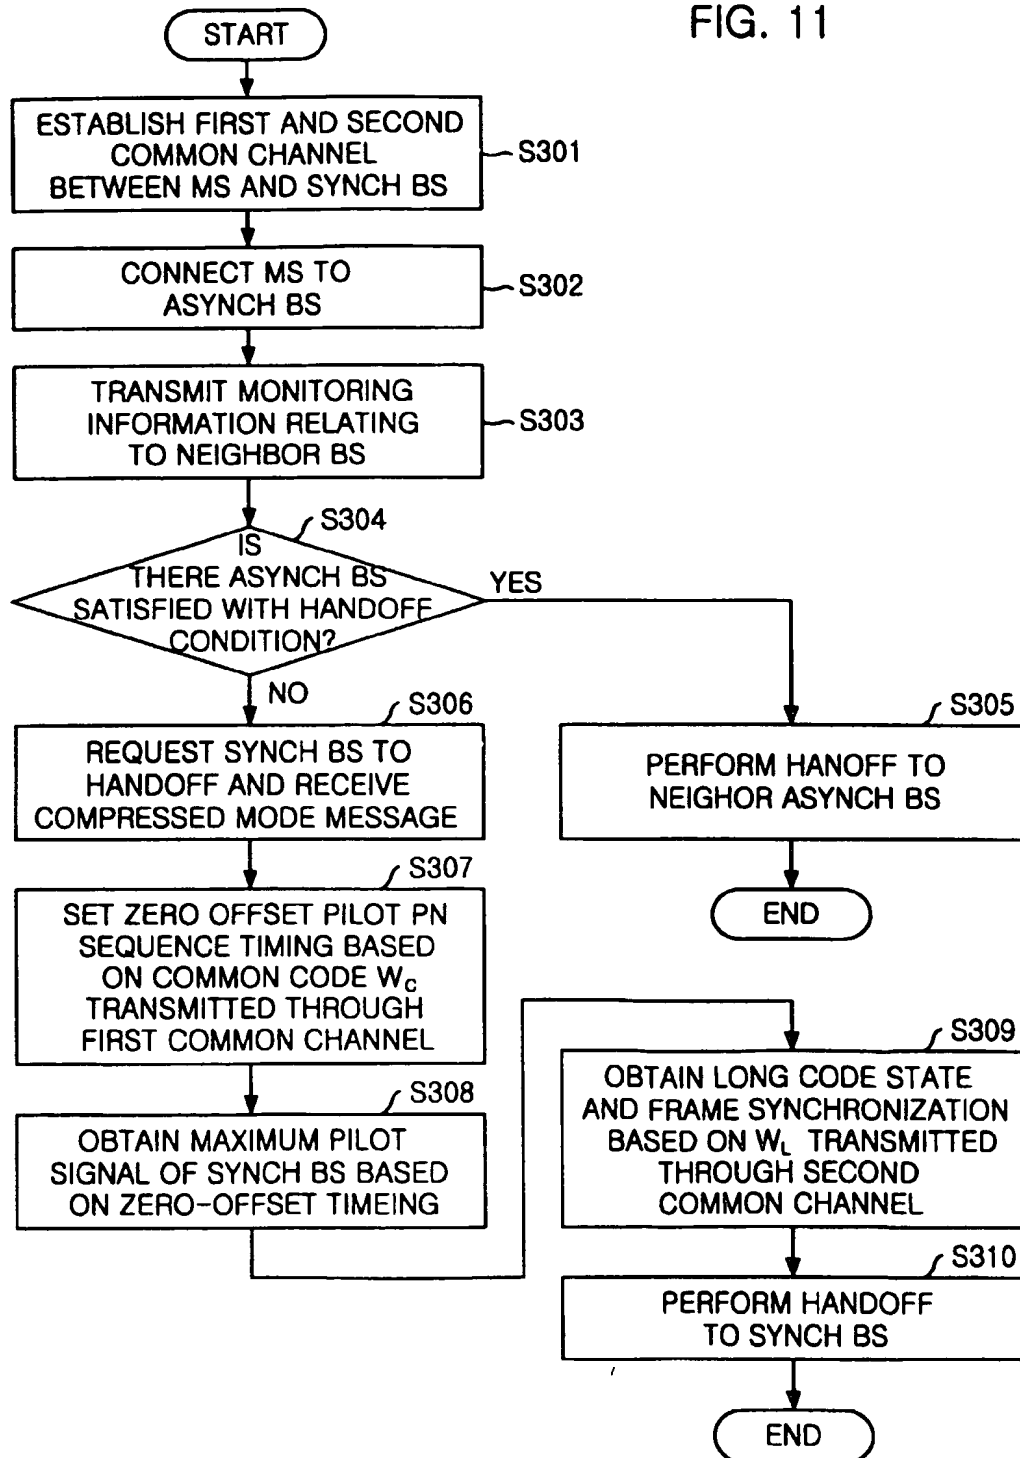 FIG. 11
START
ESTABLISH FIRST AND SECOND
COMMON CHANNEL
BETWEEN MS AND SYNCH BS
S301
CONNECT MS TO
ASYNCH BS
S302
TRANSMIT MONITORING
INFORMATION RELATING
TO NEIGHBOR BS
S303
S304
IS
THERE ASYNCH BS
SATISFIED WITH HANDOFF
CONDITION?
YES
NO
S306
REQUEST SYNCH BS TO
HANDOFF AND RECEIVE
COMPRESSED MODE MESSAGE
S305
PERFORM HANOFF TO
NEIGHOR ASYNCH BS
END
S307
SET ZERO OFFSET PILOT PN
SEQUENCE TIMING BASED
ON COMMON CODE Wc
TRANSMITTED THROUGH
FIRST COMMON CHANNEL
S308
OBTAIN MAXIMUM PILOT
SIGNAL OF SYNCH BS BASED
ON ZERO-OFFSET TIMEING
S309
OBTAIN LONG CODE STATE
AND FRAME SYNCHRONIZATION
BASED ON WL TRANSMITTED
THROUGH SECOND
COMMON CHANNEL
S310
PERFORM HANDOFF
TO SYNCH BS
END